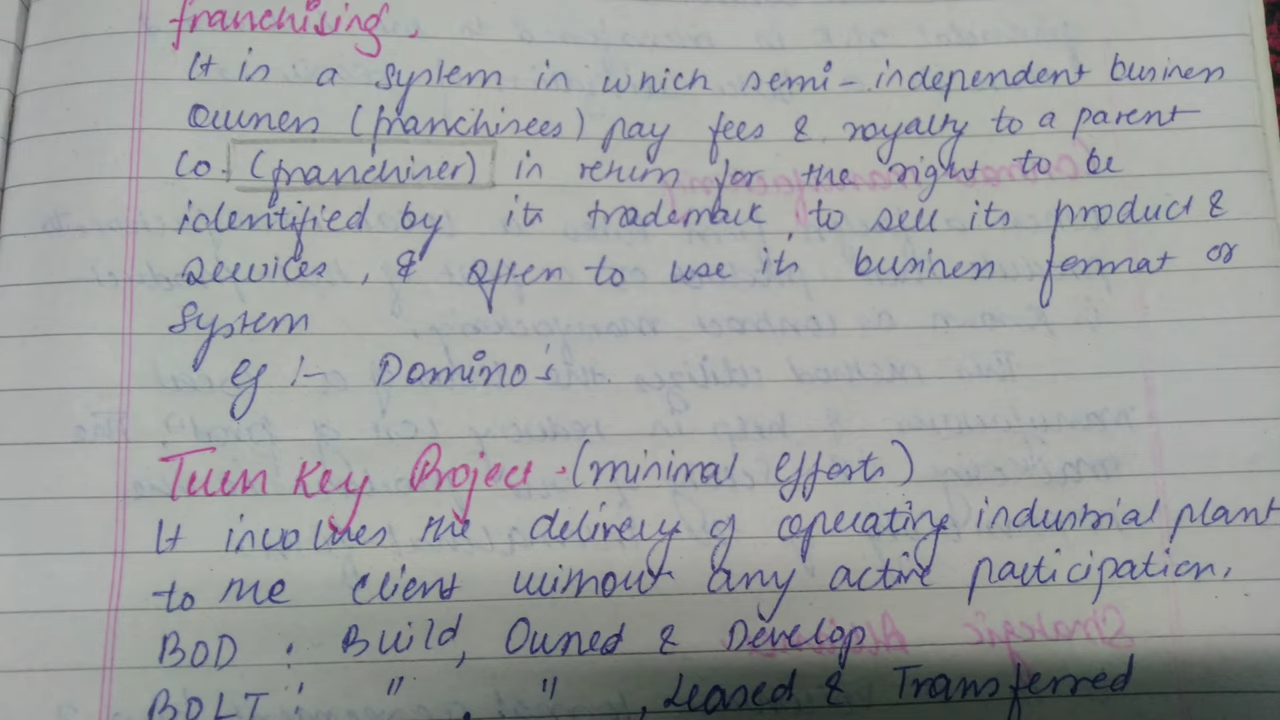 franchising.
It is a system in which semi-independent business
Owners (franchisees) pay fees & royalty to a parent
Co. (franchiser) in return for the right to be
identified by its trademark, to sell its product &
Services, & often to use its business format or
System
eg :- Domino's.
Turn Key Project - (minimal efforts)
It involves the delivery of operating industrial plant
to the client without any active participation.
BOD : Build, Owned & Develop
BOLT : " , " , Leased & Transferred